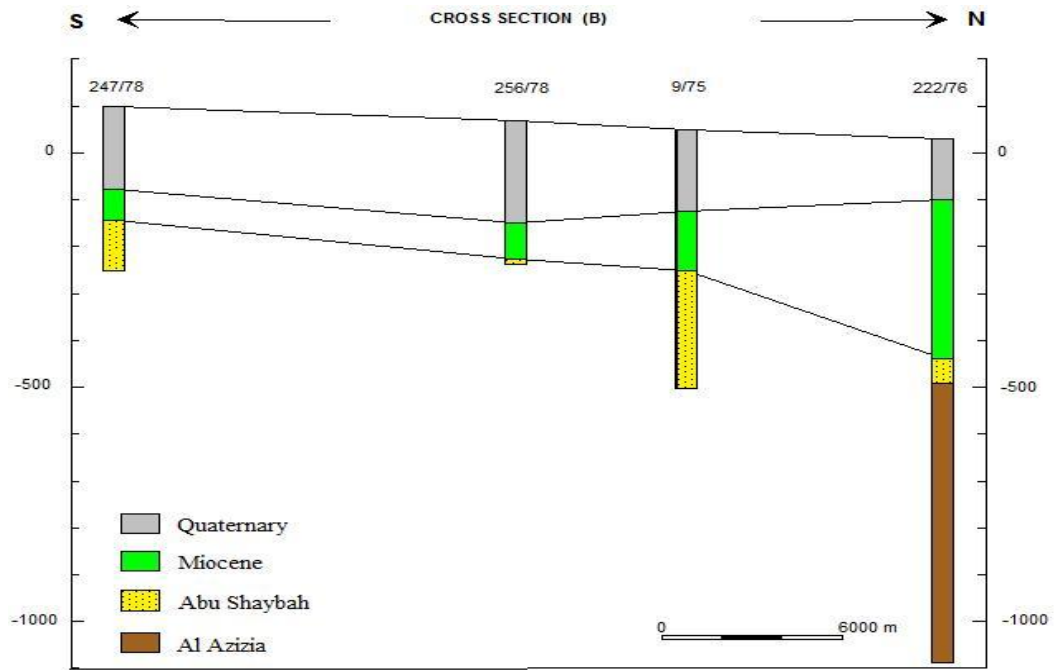 S CROSS SECTION (B) N
247/78 256/78 9/75 222/76
0 0
-500 -500
Quaternary
Miocene
Abu Shaybah
0 6000 m
-1000 -1000
Al Azizia